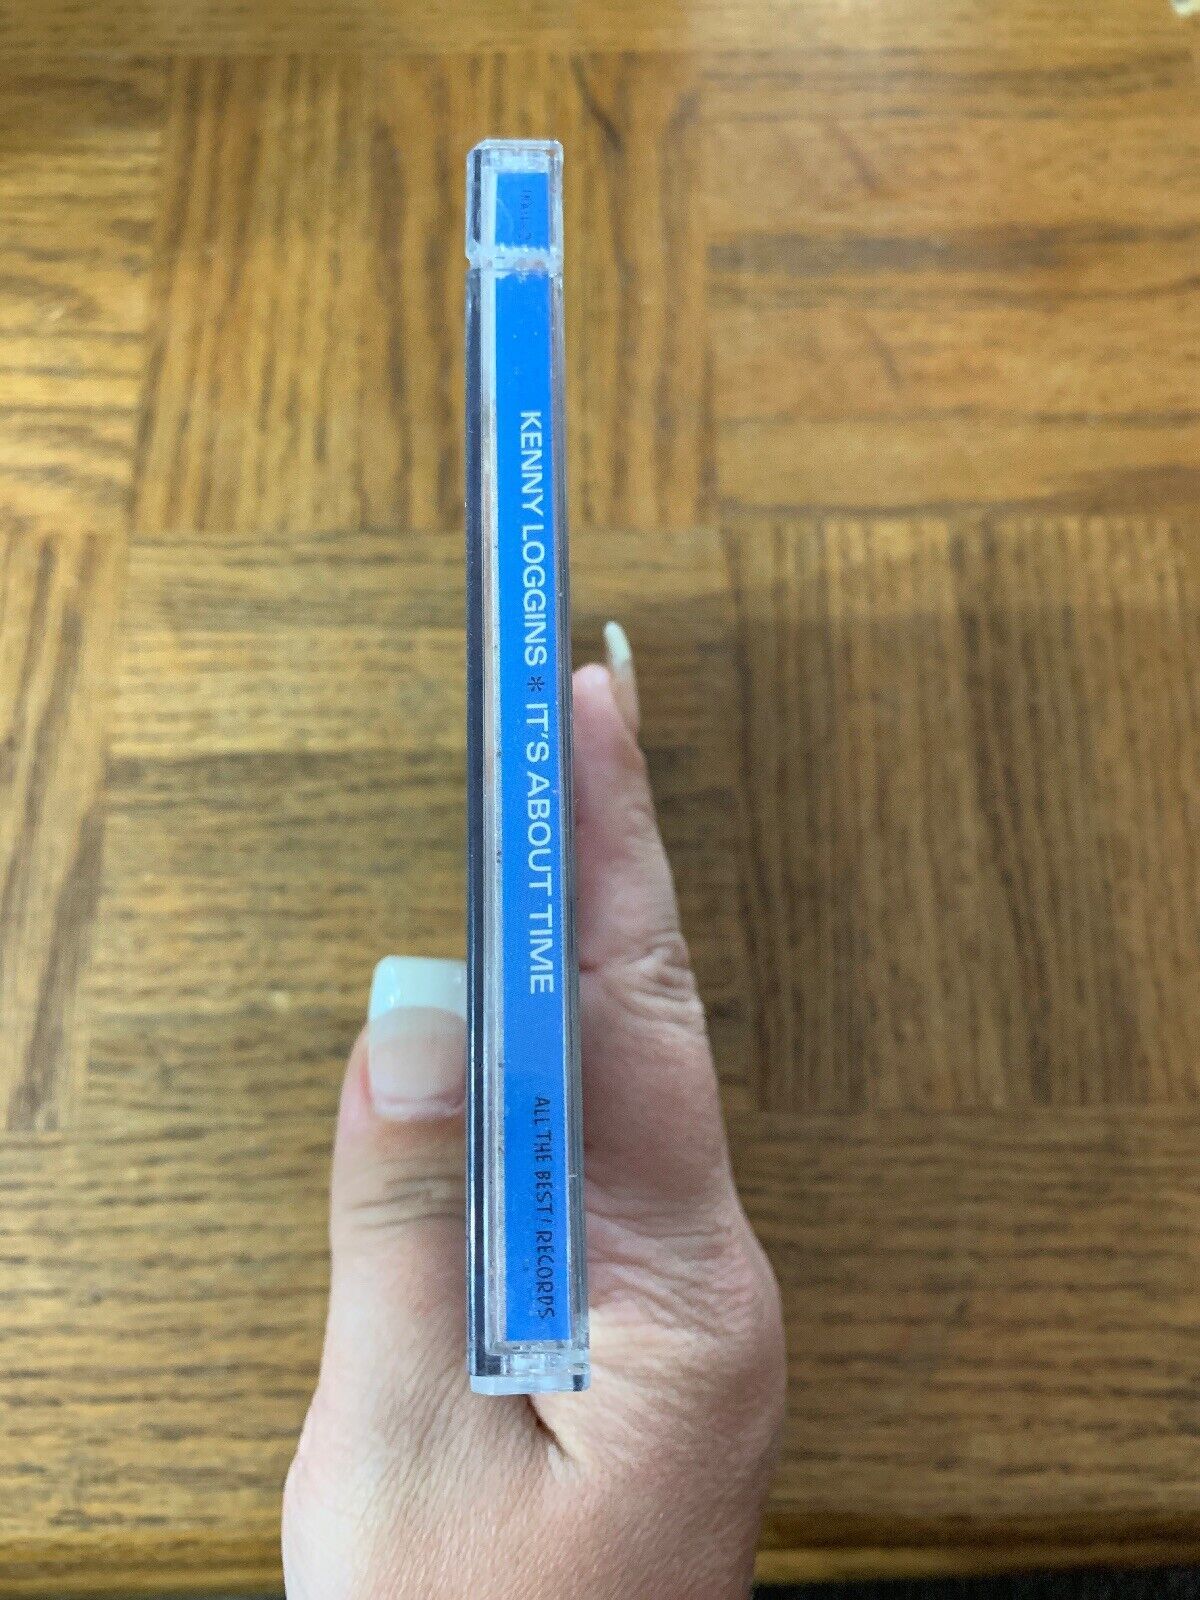 KENNY LOGGINS * IT'S ABOUT TIME
ALL THE BEST! RECORDS